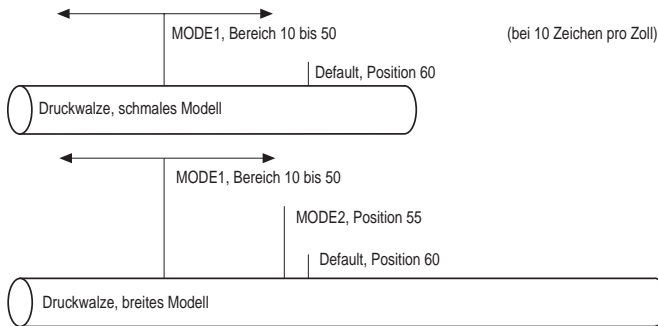 MODE1, Bereich 10 bis 50 (bei 10 Zeichen pro Zoll)
Default, Position 60
Druckwalze, schmales Modell
MODE1, Bereich 10 bis 50
MODE2, Position 55
Default, Position 60
Druckwalze, breites Modell